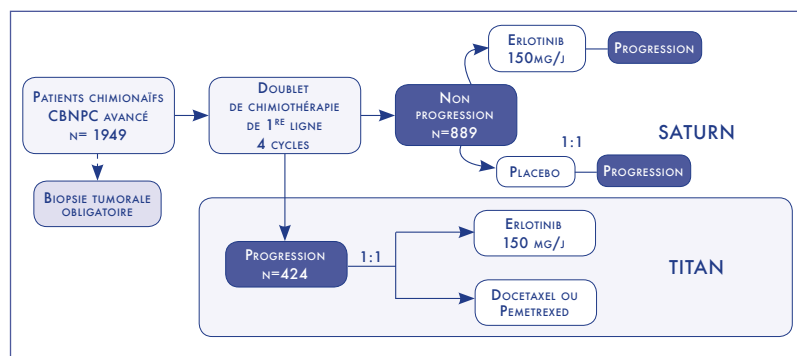 Patients chimionaïfs
CBNPC avancé
n= 1949
Biopsie tumorale
obligatoire
Doublet
de chimiothérapie
de 1re ligne
4 cycles
Non
progression
n=889
Erlotinib
150mg/j
Progression
Placebo
1:1
Progression
SATURN
Progression
n=424
1:1
Erlotinib
150 mg/j
Docetaxel ou
Pemetrexed
TITAN